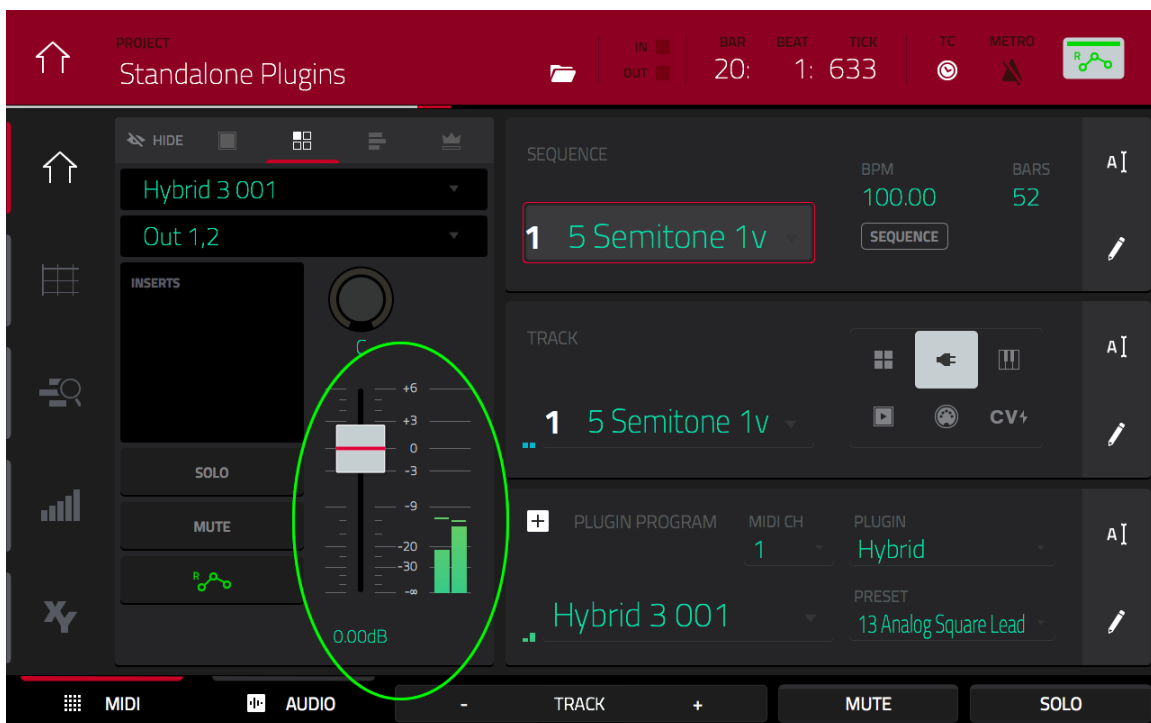 PROJECT
Standalone Plugins
IN
OUT
BAR BEAT TICK
20: 1: 633
TC METRO
R
HIDE
Hybrid 3 001
Out 1,2
INSERTS
C
+6
+3
0
-3
-9
-20
-30
-∞
0.00dB
SOLO
MUTE
R
SEQUENCE
1 5 Semitone 1v
BPM BARS
100.00 52
SEQUENCE
A
TRACK
1 5 Semitone 1v
CV
A
PLUGIN PROGRAM
Hybrid 3 001
MIDI CH
1
PLUGIN
Hybrid
PRESET
13 Analog Square Lead
A
XY
MIDI AUDIO - TRACK + MUTE SOLO